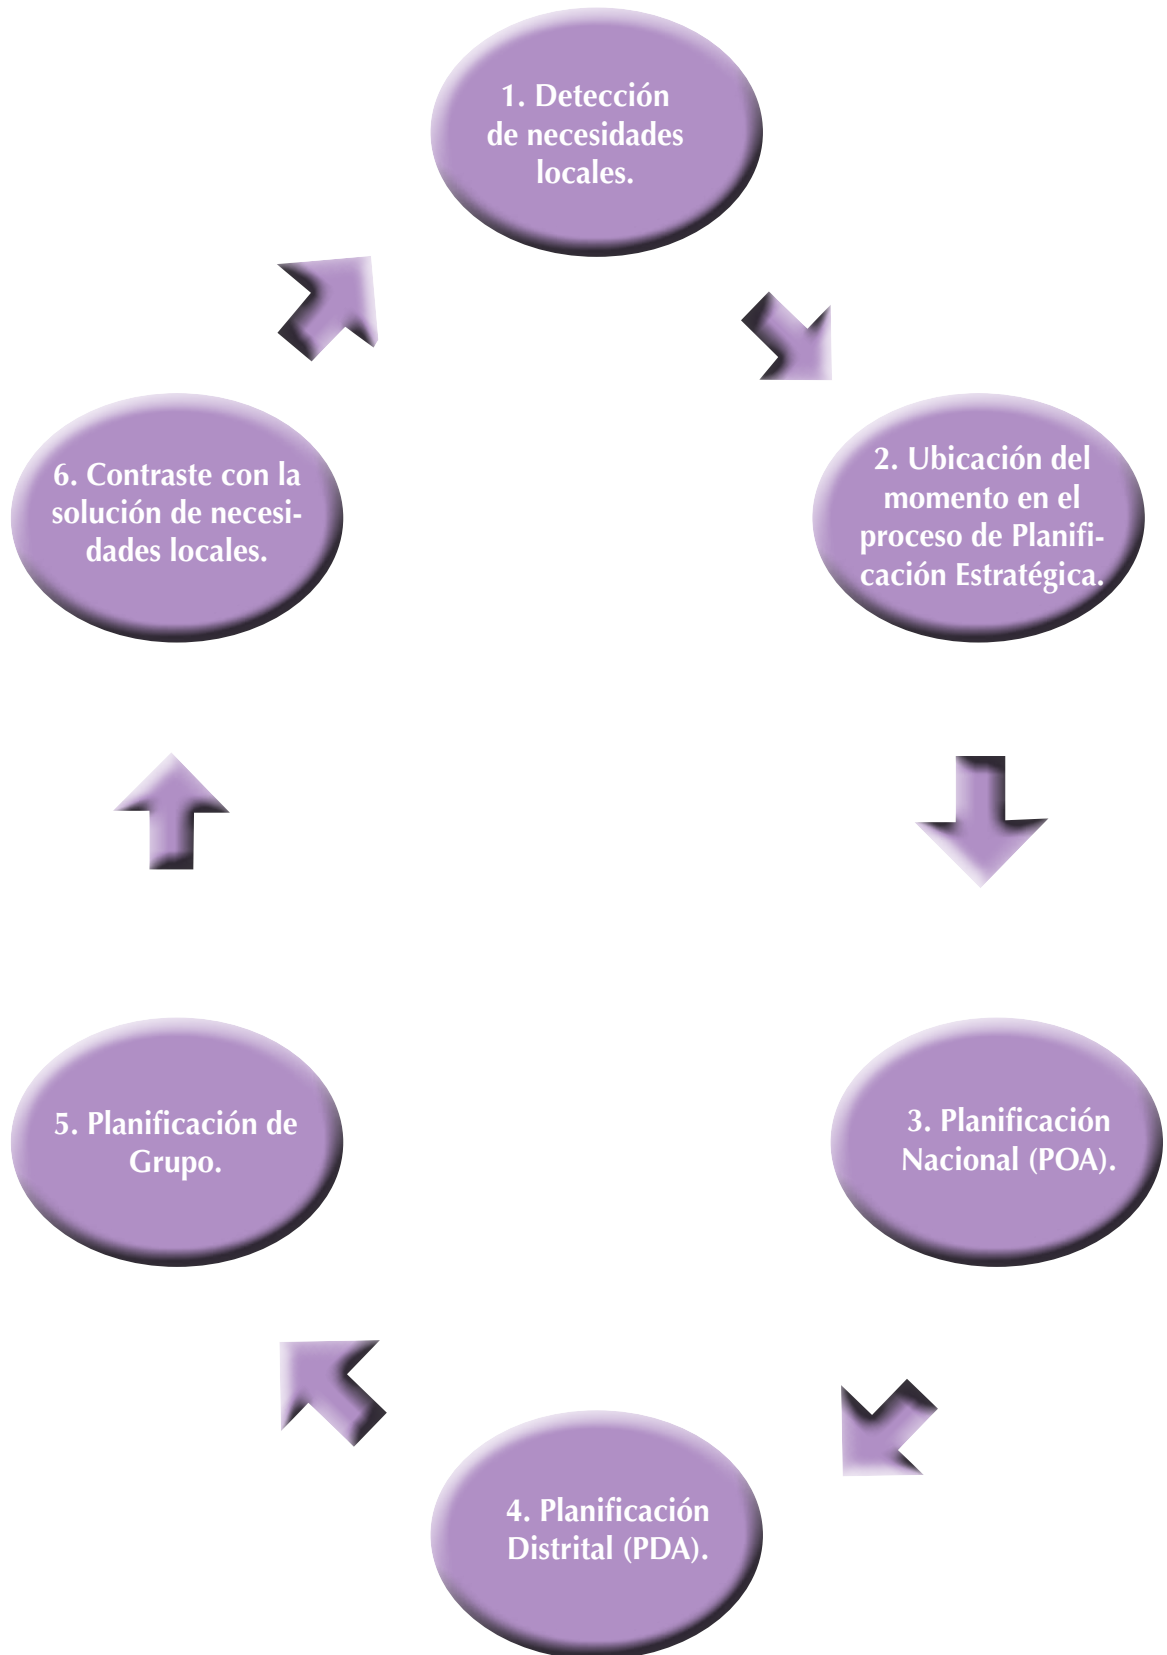 1. Detección
de necesidades
locales.
2. Ubicación del
momento en el
proceso de Planifi-
cación Estratégica.
3. Planificación
Nacional (POA).
4. Planificación
Distrital (PDA).
5. Planificación de
Grupo.
6. Contraste con la
solución de necesi-
dades locales.